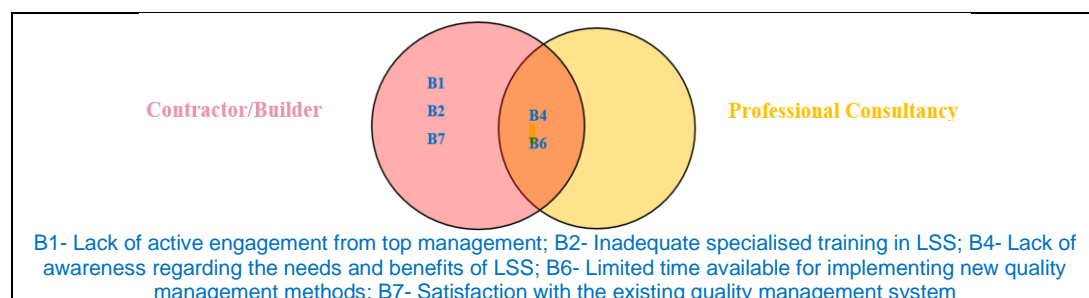 B1
B2
B7
B4
B6
Contractor/Builder
Professional Consultancy
B1- Lack of active engagement from top management; B2- Inadequate specialised training in LSS; B4- Lack of
awareness regarding the needs and benefits of LSS; B6- Limited time available for implementing new quality
management methods; B7- Satisfaction with the existing quality management system